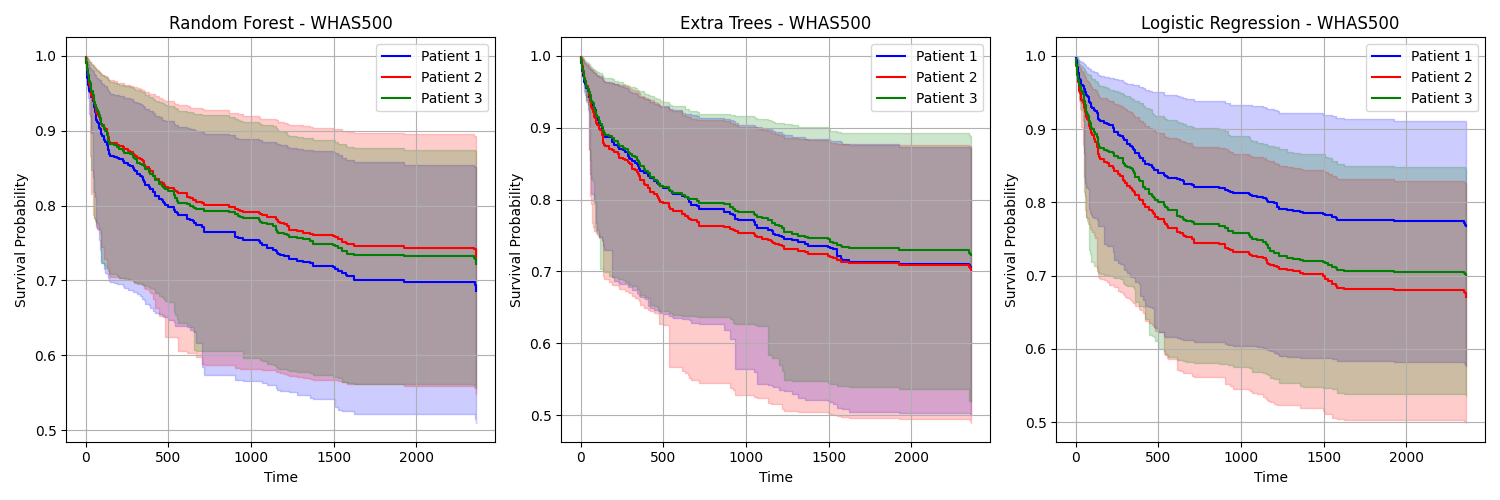 Random Forest - WHAS500
Survival Probability
1.0
0.9
0.8
0.7
0.6
0.5
Patient 1
Patient 2
Patient 3
0
500
1000
1500
2000
Time
Extra Trees - WHAS500
Survival Probability
1.0
0.9
0.8
0.7
0.6
0.5
Patient 1
Patient 2
Patient 3
0
500
1000
1500
2000
Time
Logistic Regression - WHAS500
Survival Probability
1.0
0.9
0.8
0.7
0.6
0.5
Patient 1
Patient 2
Patient 3
0
500
1000
1500
2000
Time